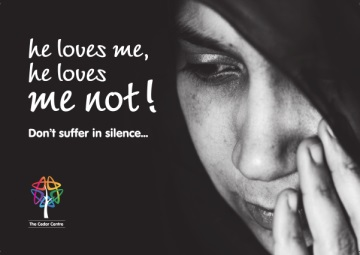 he loves me,
he loves
me not!
Don't suffer in silence...
The Cedar Centre